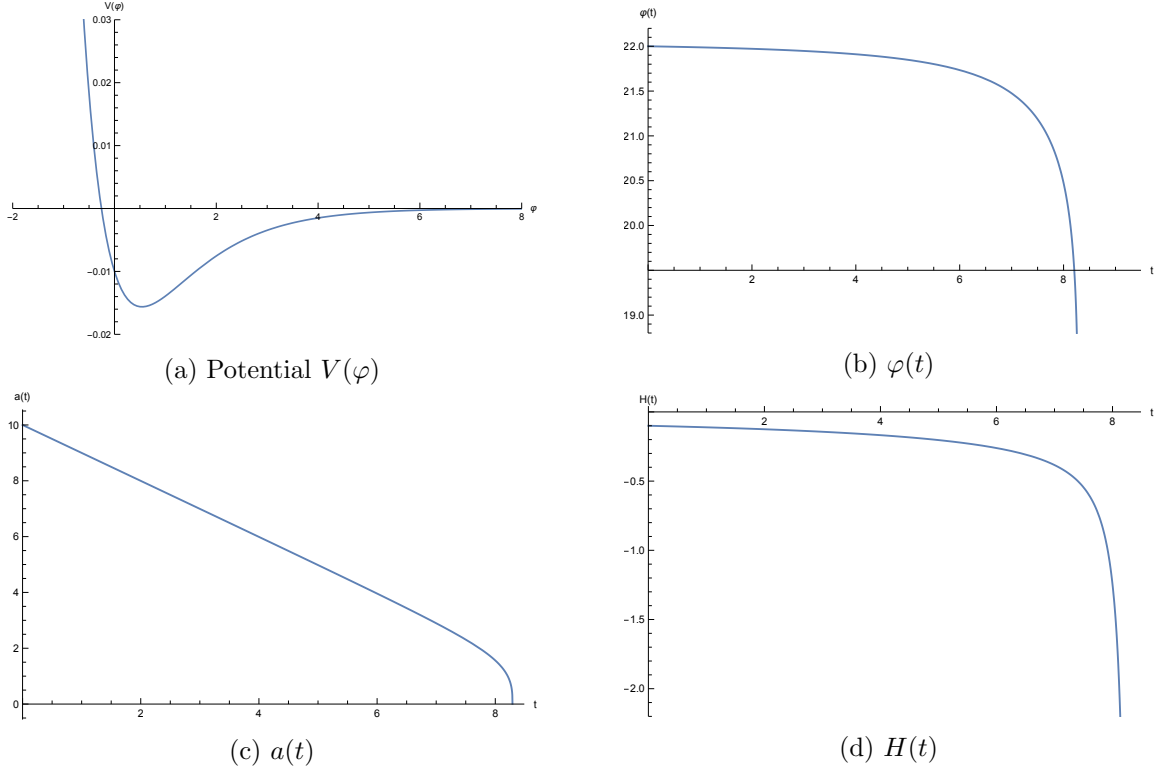 V(φ)
0.03
0.02
0.01
-2 2 4 6 8 φ
-0.01
-0.02
(a) Potential V(φ)
φ(t)
22.0
21.5
21.0
20.5
20.0
2 4 6 8 t
19.0
(b) φ(t)
a(t)
10
8
6
4
2
0
2 4 6 8 t
(c) a(t)
H(t)
2 4 6 8 t
-0.5
-1.0
-1.5
-2.0
(d) H(t)